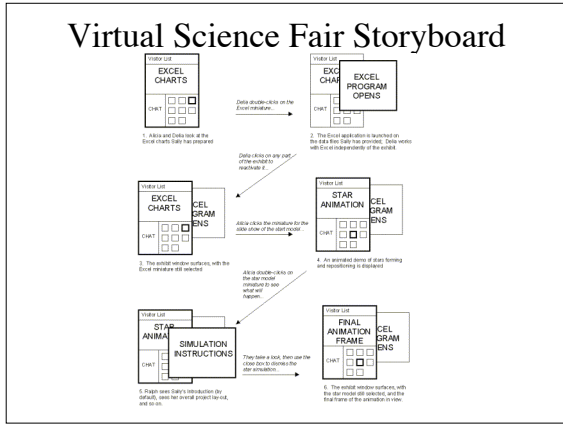 Virtual Science Fair Storyboard
Visitor List
EXCEL
CHARTS
CHAT
1. Alicia and Delia look at the
Excel charts Sally has prepared
Delia double-clicks on the
Excel miniature...
Visitor List
EXCEL
CHAR
CHAT
EXCEL
PROGRAM
OPENS
2. The Excel application is launched on
the data files Sally has provided; Delia works
with Excel independently of the exhibit.
Delia clicks on any part
of the exhibit to
reactivate it...
Visitor List
EXCEL
CHARTS
CHAT
CEL
GRAM
ENS
3. The exhibit window surfaces, with the
Excel miniature still selected
Alicia clicks the miniature for the
slide show of the start model...
Visitor List
STAR
ANIMATION
CHAT
CEL
GRAM
ENS
4. An animated demo of stars forming
and repositioning is displayed
Alicia double-clicks on
the star model
miniature to see
what will
happen...
Visitor List
STAR
ANIMAT
CHAT
SIMULATION
INSTRUCTIONS
5. Ralph sees Sally's introduction (by
default), sees her overall project lay-out,
and so on.
They take a look, then use the
close box to dismiss the
star simulation...
Visitor List
FINAL
ANIMATION
FRAME
CHAT
CEL
GRAM
ENS
6. The exhibit window surfaces, with
the star model still selected, and the
final frame of the animation in view.